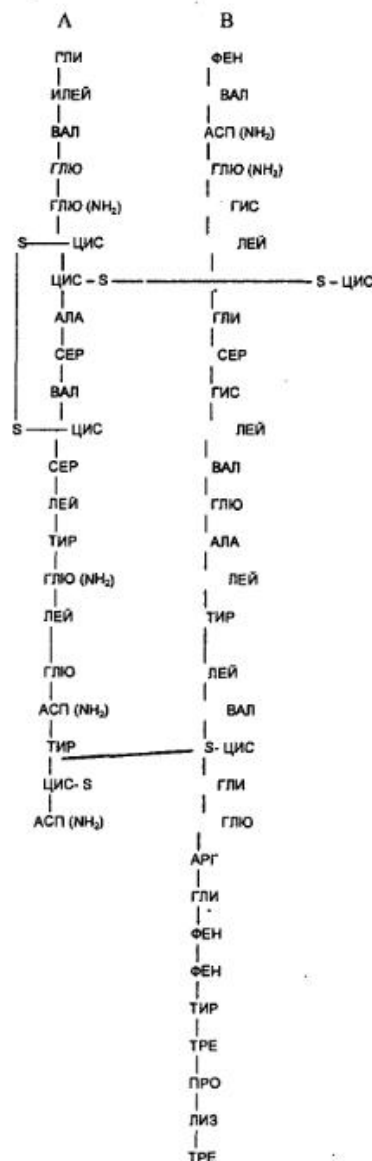 А В
ГЛИ ФЕН
ИЛЕЙ ВАЛ
ВАЛ АСП (NH₂)
ГЛЮ ГЛЮ (NH₂)
ГЛЮ (NH₂) ГИС
S ЦИС ЛЕЙ
ЦИС - S S - ЦИС
АЛА ГЛИ
СЕР СЕР
ВАЛ ГИС
S ЦИС ЛЕЙ
СЕР ВАЛ
ЛЕЙ ГЛЮ
ТИР АЛА
ГЛЮ (NH₂) ЛЕЙ
ЛЕЙ ТИР
ГЛЮ ЛЕЙ
АСП (NH₂) ВАЛ
ТИР S- ЦИС
ЦИС- S ГЛИ
АСП (NH₂) ГЛЮ
АРГ
ГЛИ
ФЕН
ФЕН
ТИР
ТРЕ
ПРО
ЛИЗ
ТРЕ